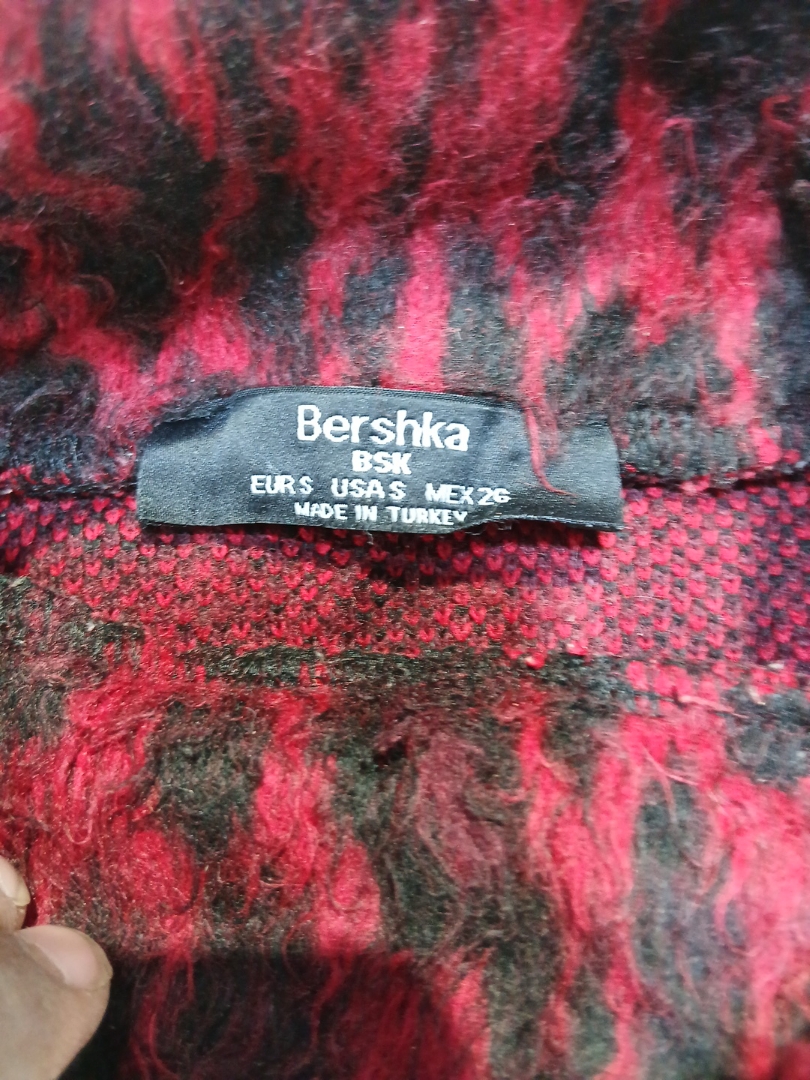 Bershka
BSK
EUR S USA S MEX 26
MADE IN TURKEY